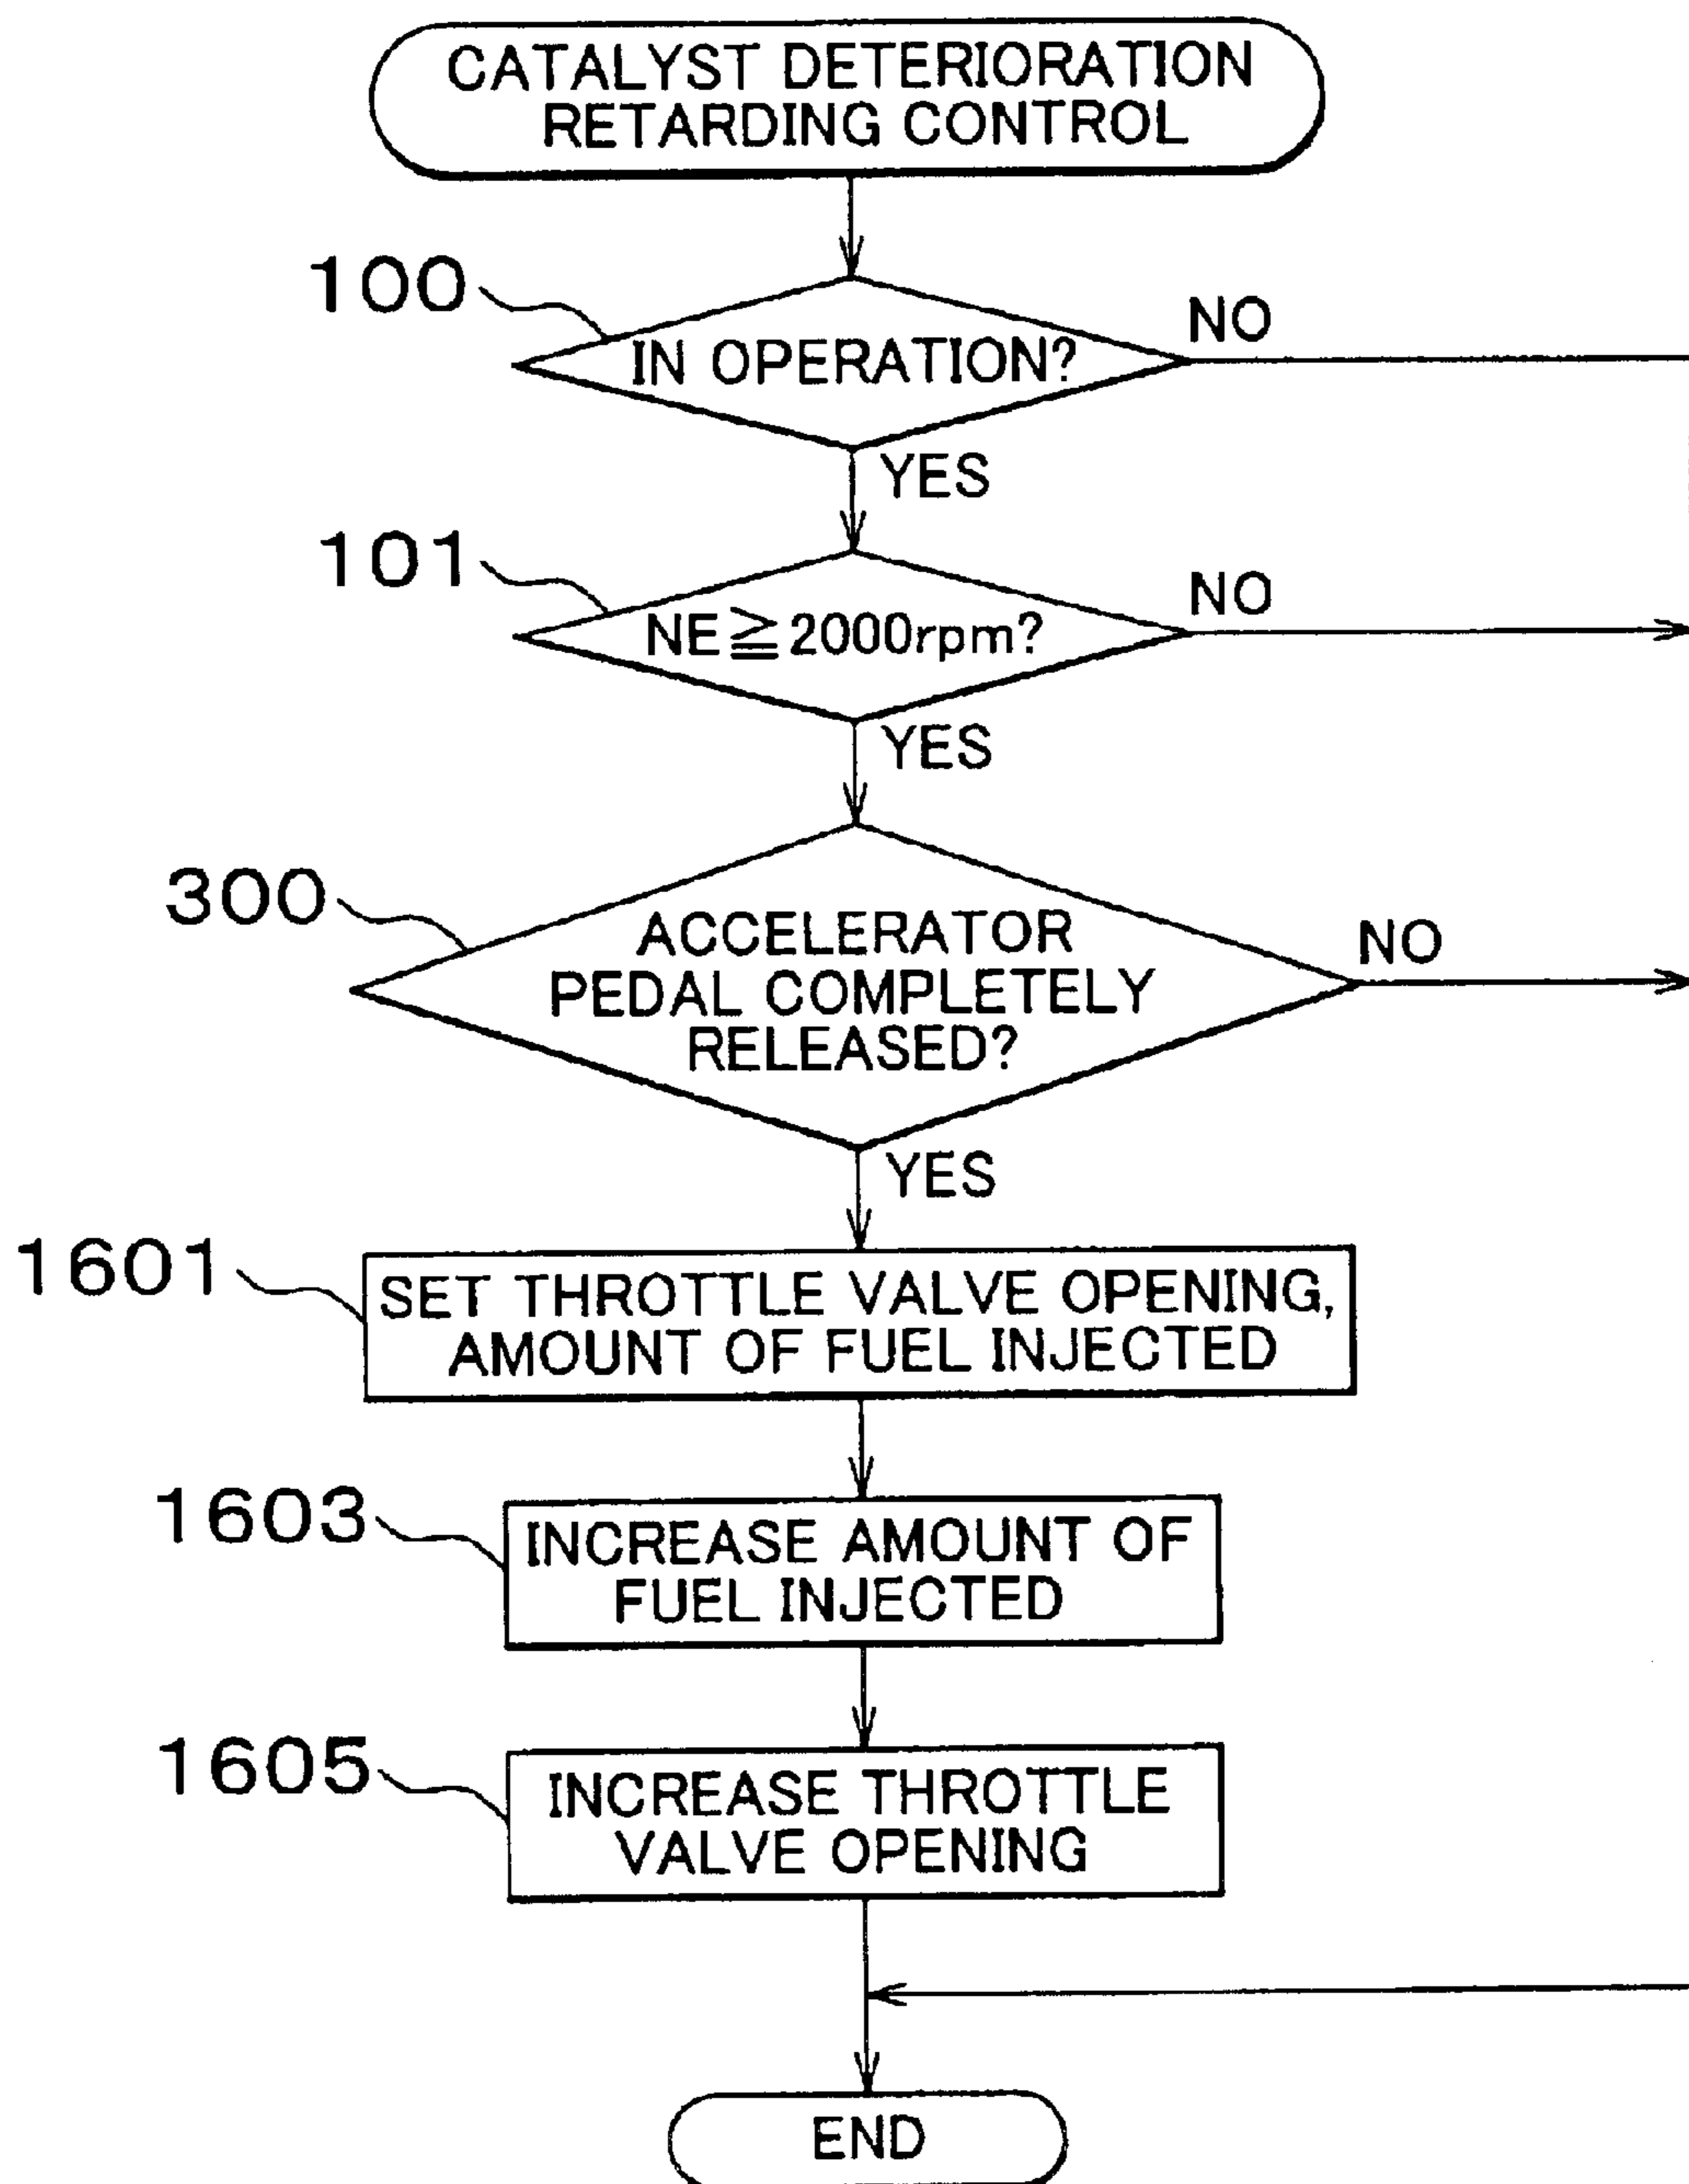 CATALYST DETERIORATION
RETARDING CONTROL
100
NO
IN OPERATION?
YES
101
NO
NE≧2000rpm?
YES
300
ACCELERATOR
NO
PEDAL COMPLETELY
RELEASED?
YES
1601
SET THROTTLE VALVE OPENING,
AMOUNT OF FUEL INJECTED
1603
INCREASE AMOUNT OF
FUEL INJECTED
1605
INCREASE THROTTLE
VALVE OPENING
END